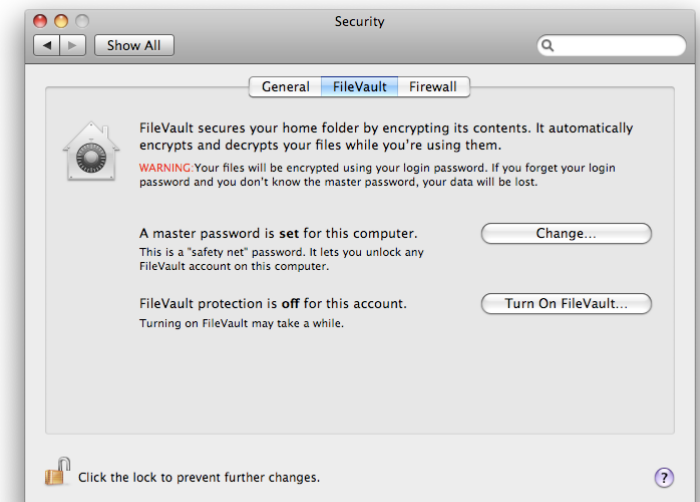 Security
Show All
General FileVault Firewall
FileVault secures your home folder by encrypting its contents. It automatically
encrypts and decrypts your files while you're using them.
WARNING:Your files will be encrypted using your login password. If you forget your login
password and you don't know the master password, your data will be lost.
A master password is set for this computer.
Change...
This is a "safety net" password. It lets you unlock any
FileVault account on this computer.
FileVault protection is off for this account.
Turn On FileVault...
Turning on FileVault may take a while.
Click the lock to prevent further changes.
?